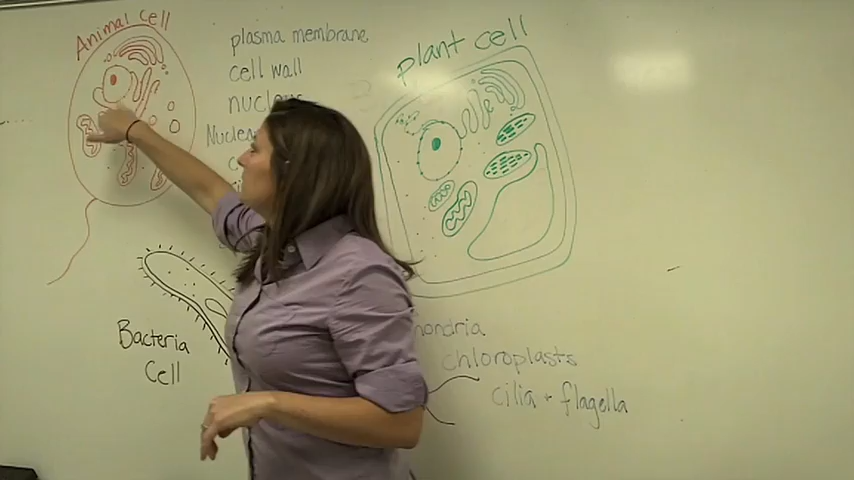 Animal Cell
plasma membrane
cell wall
plant cell
Bacteria
Cell
chloroplasts
cilia + flagella